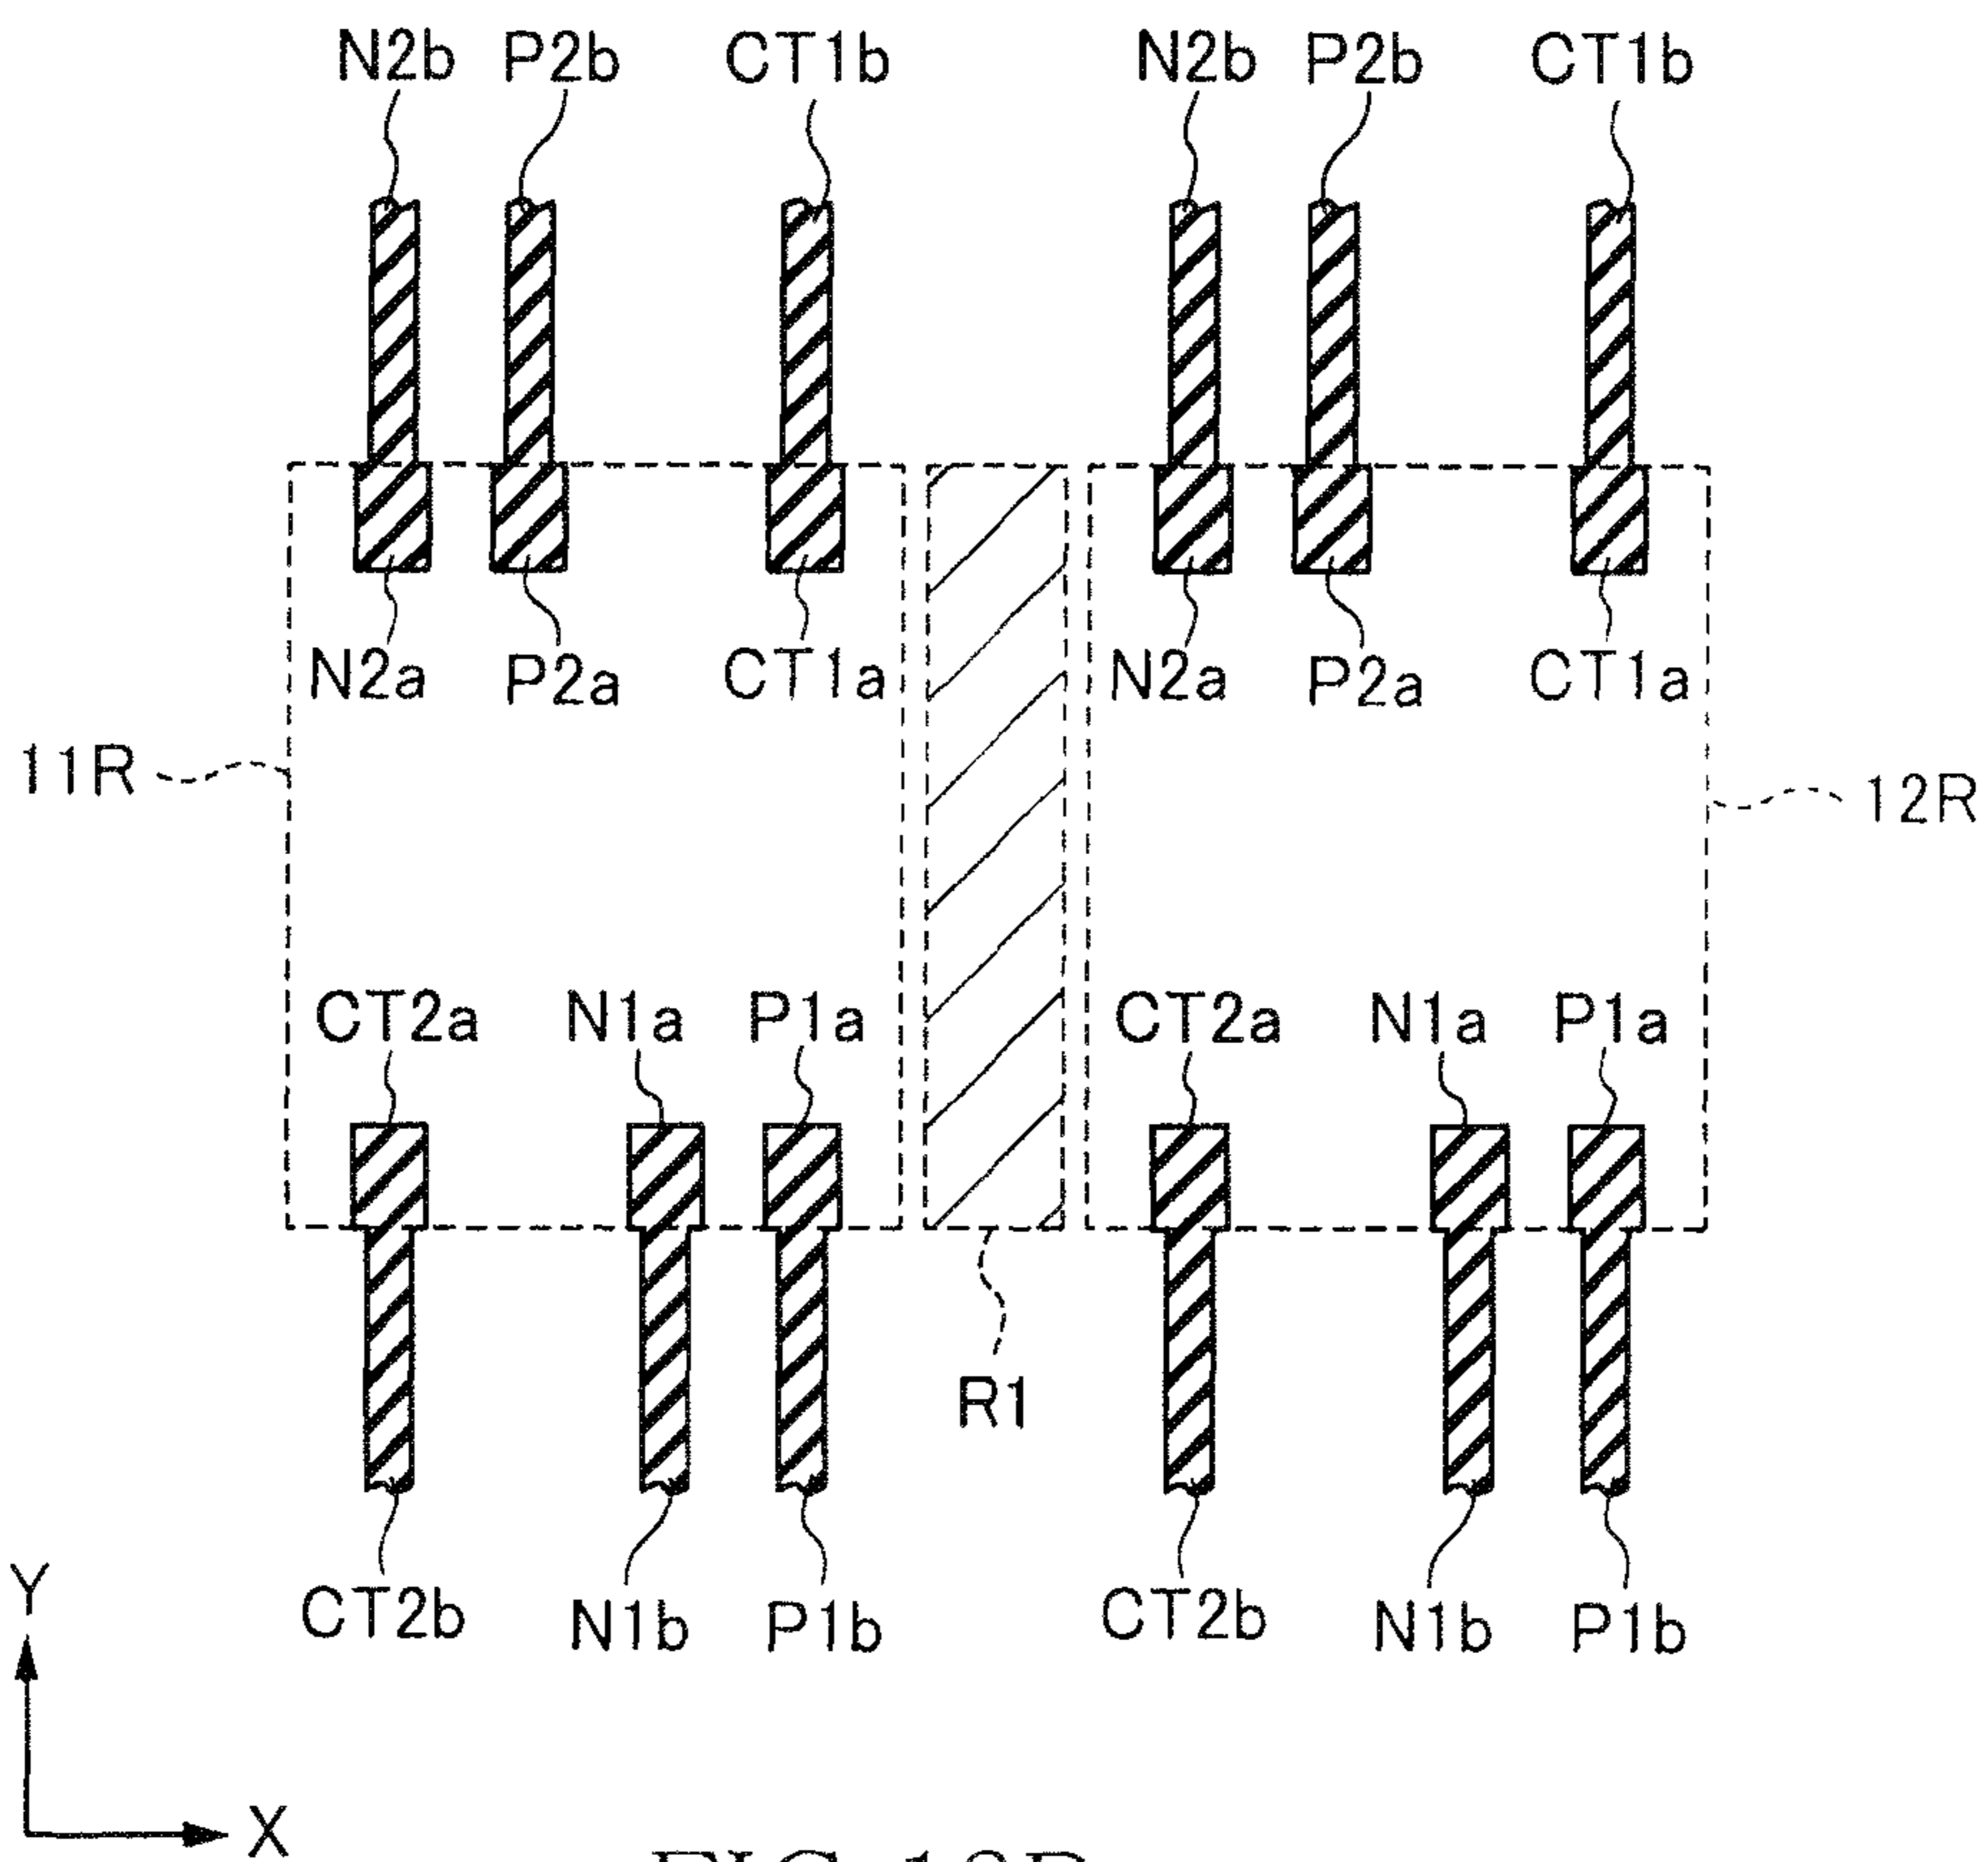 N2b P2b CT1b N2b P2b CT1b
N2a P2a CT1a N2a P2a CT1a
11R 12R
CT2a N1a P1a CT2a N1a P1a
R1
CT2b N1b P1b CT2b N1b P1b
Y
X